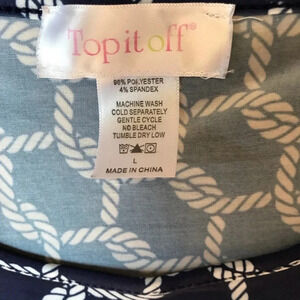 Top it off®
96% POLYESTER
4% SPANDEX
MACHINE WASH
COLD SEPARATELY
GENTLE CYCLE
NO BLEACH
TUMBLE DRY LOW
L
MADE IN CHINA